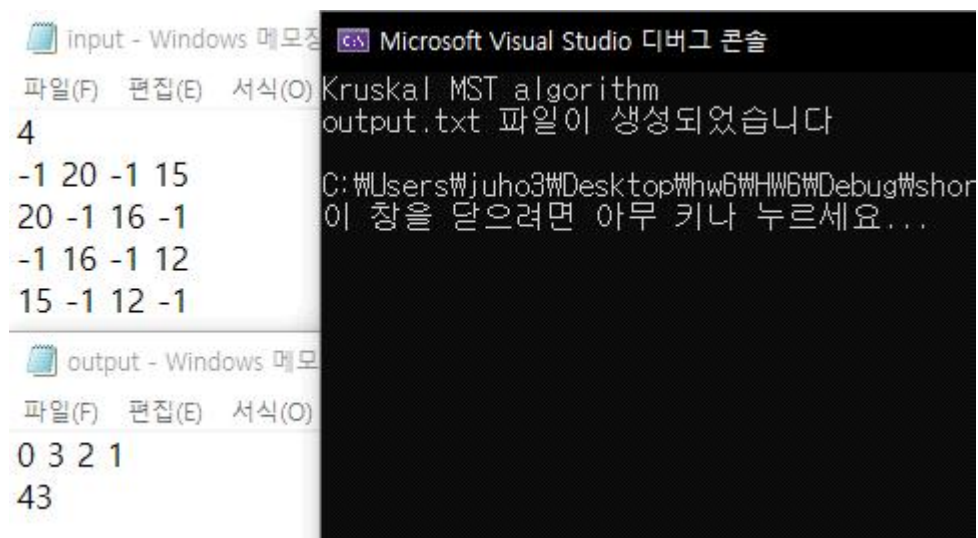 input - Windows 메모장
파일(F) 편집(E) 서식(O)
4
-1 20 -1 15
20 -1 16 -1
-1 16 -1 12
15 -1 12 -1
output - Windows 메모
파일(F) 편집(E) 서식(O)
0 3 2 1
43
Microsoft Visual Studio 디버그 콘솔
Kruskal MST algorithm
output.txt 파일이 생성되었습니다
C:₩Users₩juho3₩Desktop₩hw6₩HW6₩Debug₩shor
이 창을 닫으려면 아무 키나 누르세요...